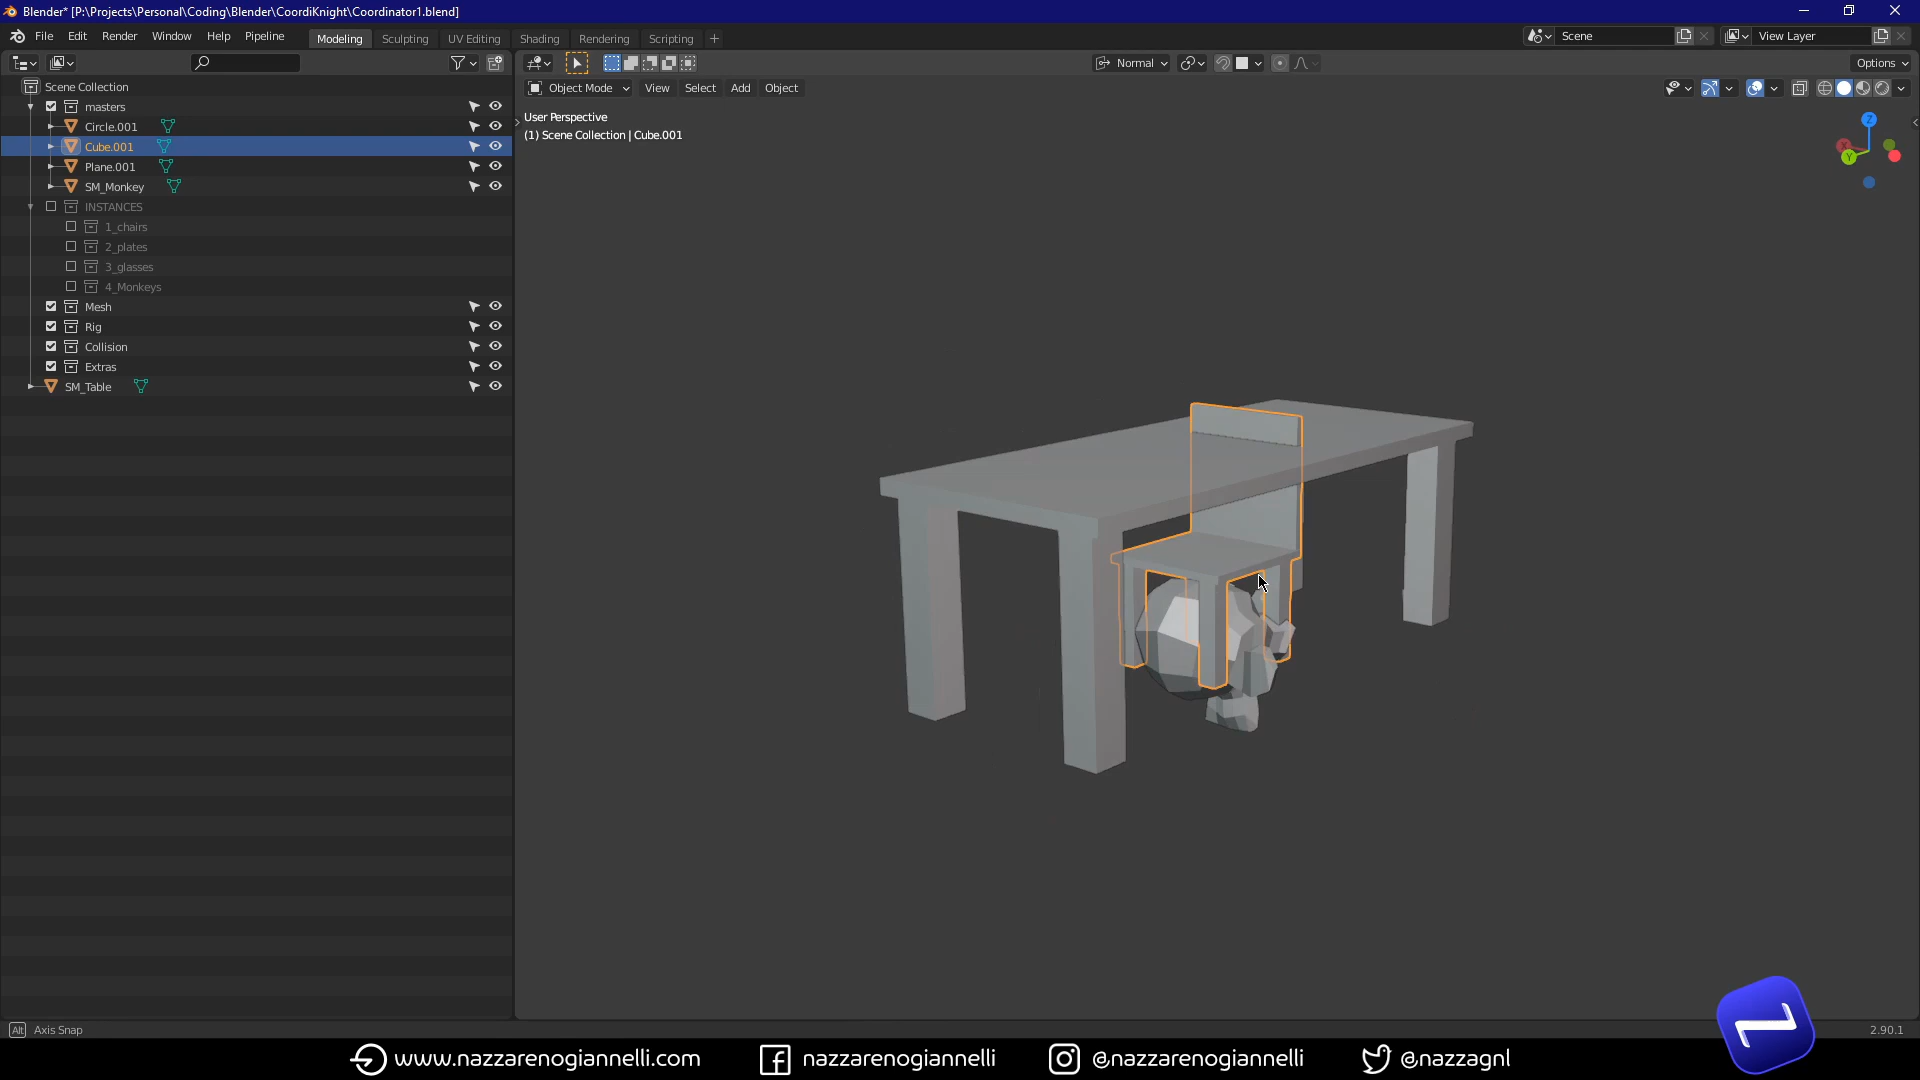 Blender* [P:\Projects\Personal\Coding\Blender\CoordiKnight\Coordinator1.blend]
File Edit Render Window Help Pipeline Modeling Sculpting UV Editing Shading Rendering Scripting + Scene View Layer
Normal Options
Object Mode View Select Add Object
Scene Collection
masters
Circle.001
Cube.001
Plane.001
SM_Monkey
INSTANCES
1_chairs
2_plates
3_glasses
4_Monkeys
Mesh
Rig
Collision
Extras
SM_Table
User Perspective
(1) Scene Collection | Cube.001
Z
X
Y
Alt Axis Snap
2.90.1
www.nazzarenogiannelli.com nazzarenogiannelli @nazzarenogiannelli @nazzagnl